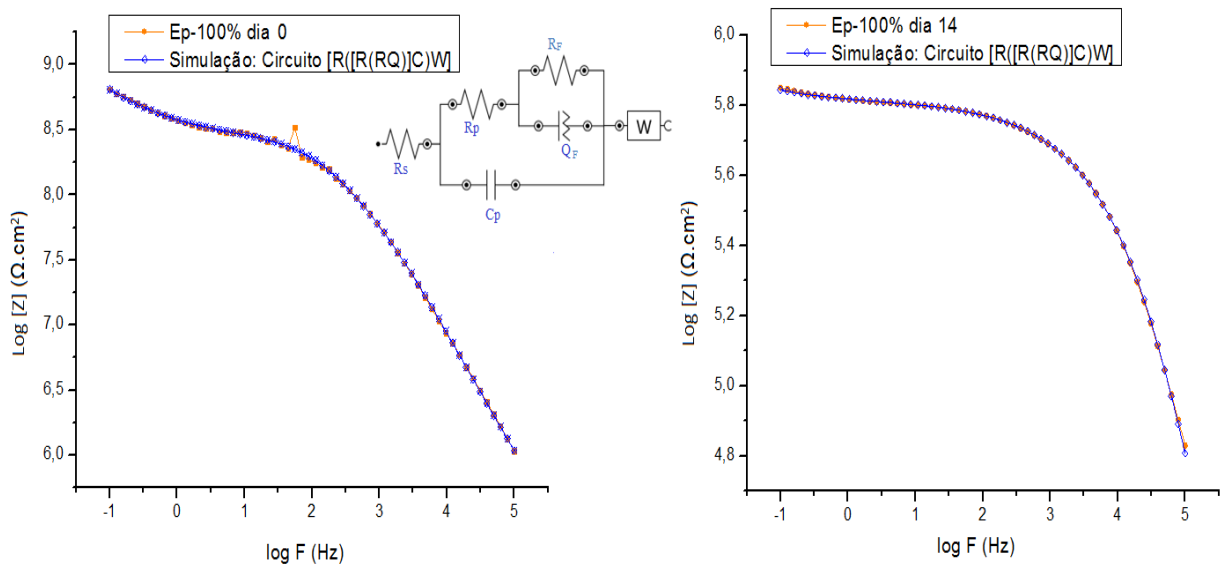 Ep-100% dia 0
Simulação: Circuito [R([R(RQ)]C)W]
Log [Z] (Ω.cm²)
9,0
8,5
8,0
7,5
7,0
6,5
6,0
-1 0 1 2 3 4 5
log F (Hz)
R_F
Rp
Q_F
W
C
Rs
Cp
Ep-100% dia 14
Simulação: Circuito [R([R(RQ)]C)W]
Log [Z] (Ω.cm²)
6,0
5,8
5,6
5,4
5,2
5,0
4,8
-1 0 1 2 3 4 5
log F (Hz)